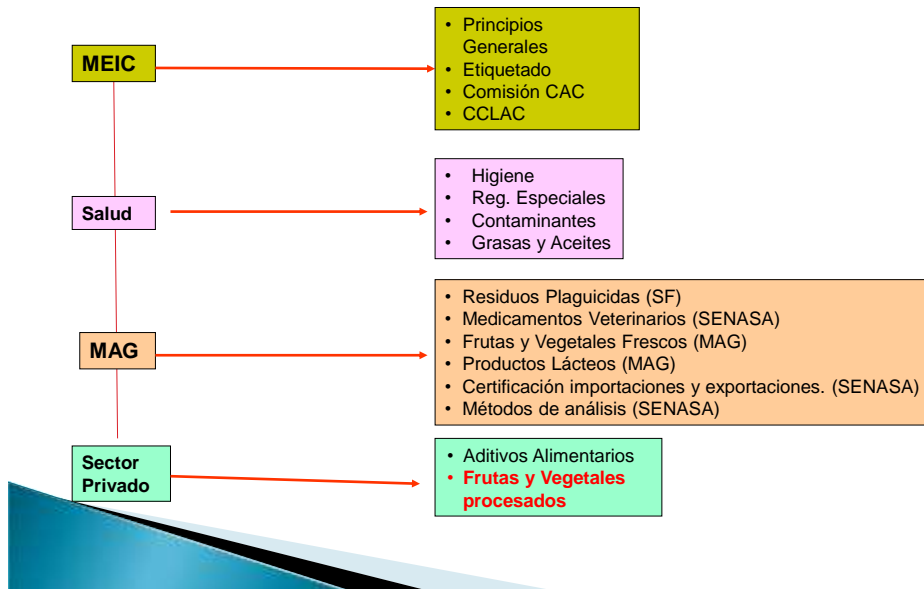 MEIC
• Principios
Generales
• Etiquetado
• Comisión CAC
• CCLAC
Salud
• Higiene
• Reg. Especiales
• Contaminantes
• Grasas y Aceites
MAG
• Residuos Plaguicidas (SF)
• Medicamentos Veterinarios (SENASA)
• Frutas y Vegetales Frescos (MAG)
• Productos Lácteos (MAG)
• Certificación importaciones y exportaciones. (SENASA)
• Métodos de análisis (SENASA)
Sector
Privado
• Aditivos Alimentarios
• Frutas y Vegetales
procesados